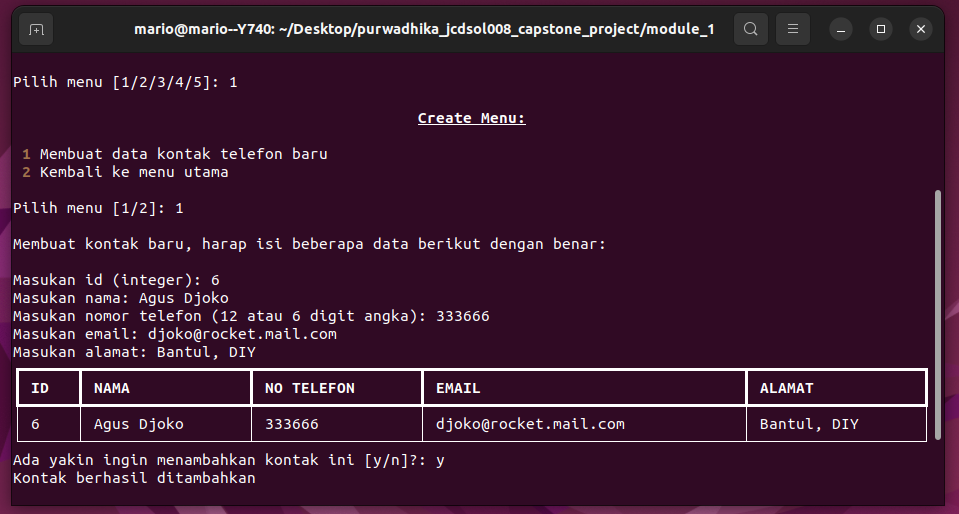 mario@mario--Y740: ~/Desktop/purwadhika_jcdsol008_capstone_project/module_1
Pilih menu [1/2/3/4/5]: 1
Create Menu:
1 Membuat data kontak telefon baru
2 Kembali ke menu utama
Pilih menu [1/2]: 1
Membuat kontak baru, harap isi beberapa data berikut dengan benar:
Masukan id (integer): 6
Masukan nama: Agus Djoko
Masukan nomor telefon (12 atau 6 digit angka): 333666
Masukan email: djoko@rocket.mail.com
Masukan alamat: Bantul, DIY
ID NAMA NO TELEFON EMAIL ALAMAT
6 Agus Djoko 333666 djoko@rocket.mail.com Bantul, DIY
Ada yakin ingin menambahkan kontak ini [y/n]?: y
Kontak berhasil ditambahkan